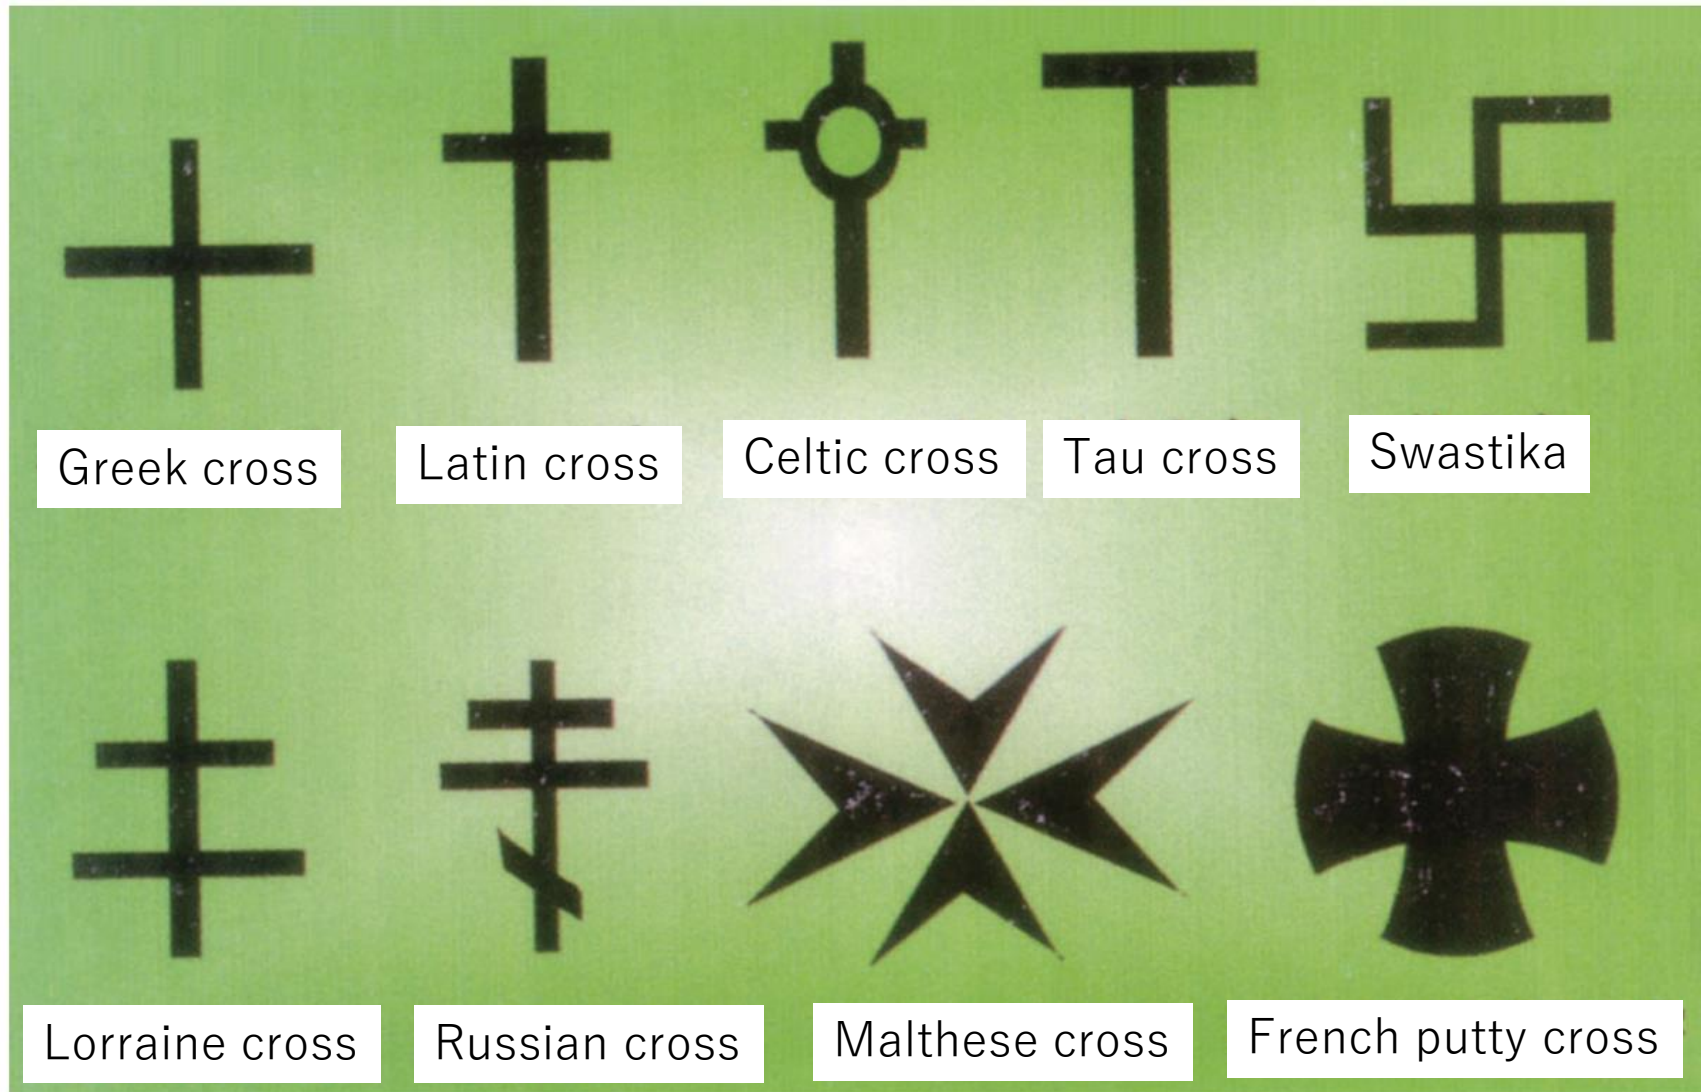 Greek cross
Latin cross
Celtic cross
Tau cross
Swastika
Lorraine cross
Russian cross
Malthese cross
French putty cross